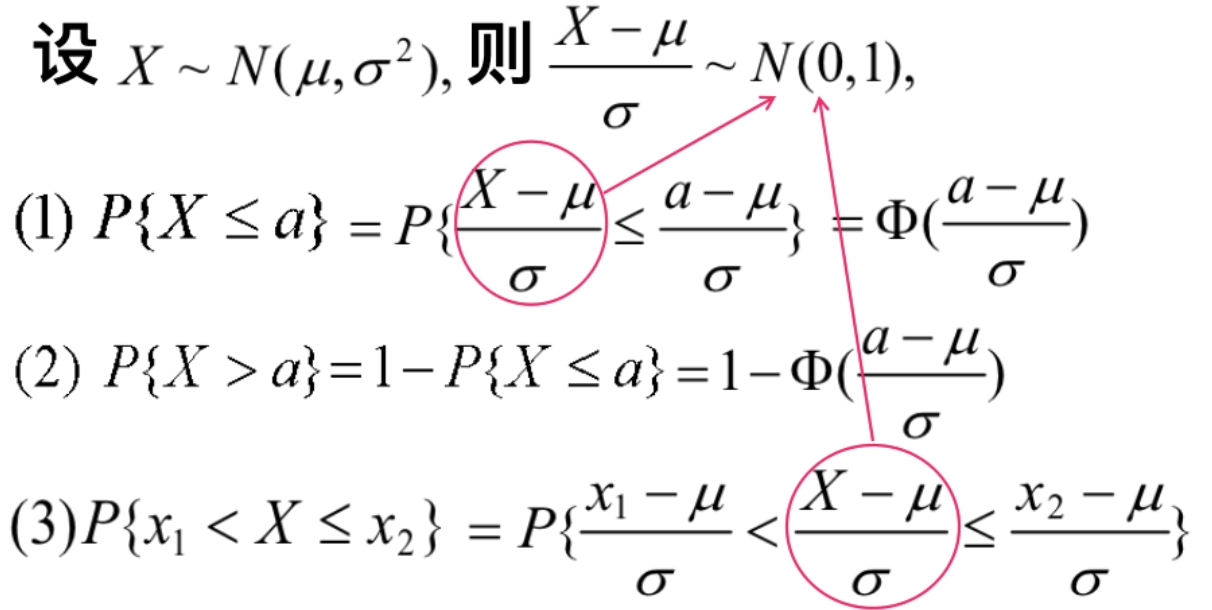 设 X ~ N(μ, σ²), 则 (X − μ)/σ ~ N(0,1),
(1) P{X ≤ a} = P{(X − μ)/σ ≤ (a − μ)/σ} = Φ((a − μ)/σ)
(2) P{X > a} = 1 − P{X ≤ a} = 1 − Φ((a − μ)/σ)
(3) P{x₁ < X ≤ x₂} = P{(x₁ − μ)/σ < (X − μ)/σ ≤ (x₂ − μ)/σ}